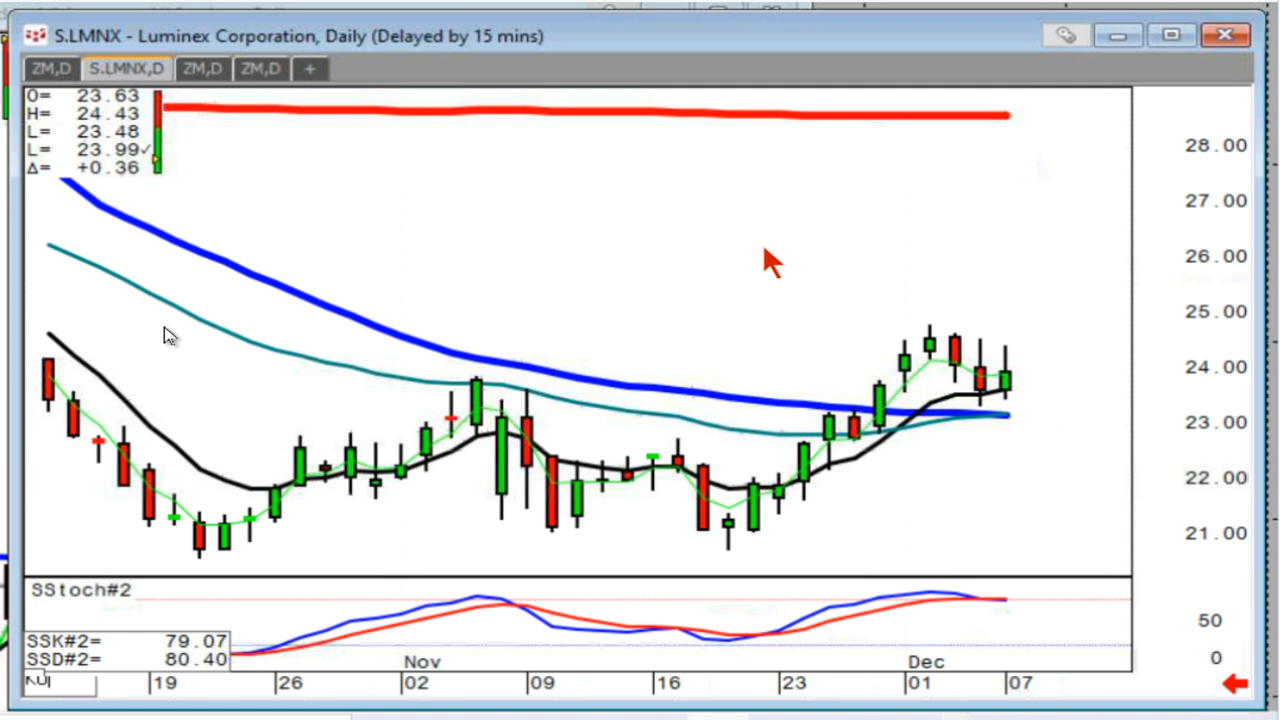 S.LMNX - Luminex Corporation, Daily (Delayed by 15 mins)
ZM,D S.LMNX,D ZM,D ZM,D +
O= 23.63
H= 24.43
L= 23.48
L= 23.99✓
Δ= +0.36
28.00
27.00
26.00
25.00
24.00
23.00
22.00
21.00
SStoch#2
SSK#2= 79.07
SSD#2= 80.40
50
0
Nov Dec
19 26 02 09 16 23 01 07